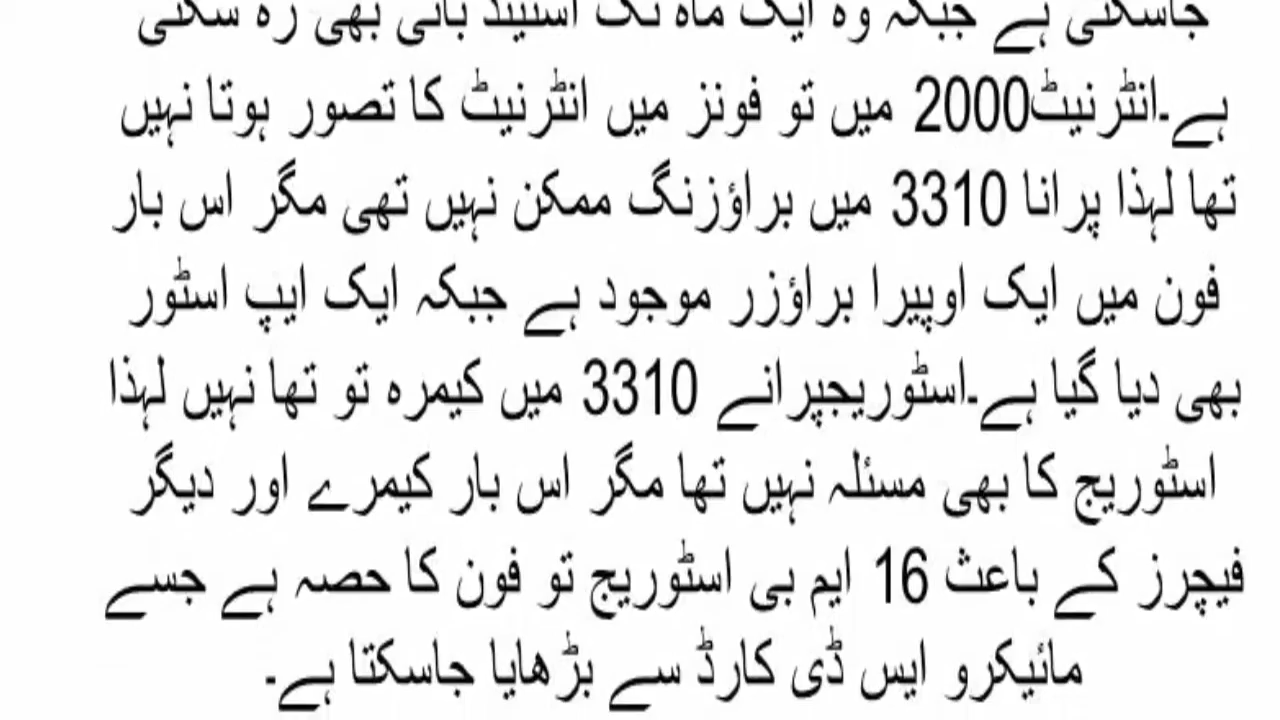 جاسکتی ہے جبکہ وہ ایک ماہ تک اسٹینڈ بائی بھی رہ سکتی
ہے۔انٹرنیٹ2000 میں تو فونز میں انٹرنیٹ کا تصور ہوتا نہیں
تھا لہذا پرانا 3310 میں براؤزنگ ممکن نہیں تھی مگر اس بار
فون میں ایک اوپیرا براؤزر موجود ہے جبکہ ایک ایپ اسٹور
بھی دیا گیا ہے۔اسٹوریجپرانے 3310 میں کیمرہ تو تھا نہیں لہذا
اسٹوریج کا بھی مسئلہ نہیں تھا مگر اس بار کیمرے اور دیگر
فیچرز کے باعث 16 ایم بی اسٹوریج تو فون کا حصہ ہے جسے
مائیکرو ایس ڈی کارڈ سے بڑھایا جاسکتا ہے۔